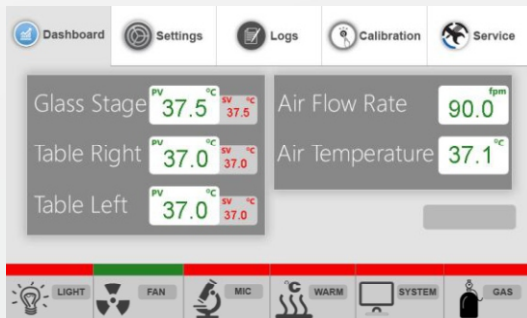 Dashboard Settings Logs Calibration Service
Glass Stage PV °C 37.5 SV °C 37.5
Table Right PV °C 37.0 SV °C 37.0
Table Left PV °C 37.0 SV °C 37.0
Air Flow Rate fpm 90.0
Air Temperature 37.1 °C
LIGHT FAN MIC °C WARM SYSTEM GAS